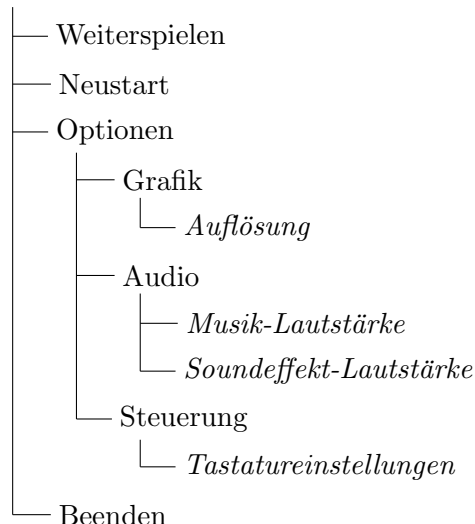 Weiterspielen
Neustart
Optionen
Grafik
Auflösung
Audio
Musik-Lautstärke
Soundeffekt-Lautstärke
Steuerung
Tastatureinstellungen
Beenden